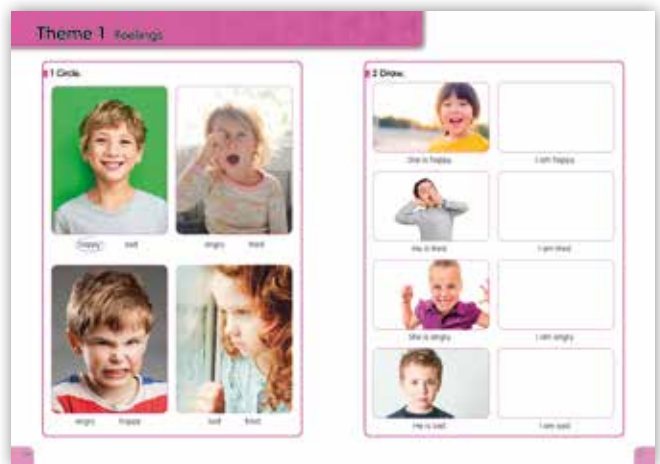 Theme 1 Feelings
1 Circle.
happy sad
angry tired
angry happy
sad tired
2 Draw.
She is happy.
I am happy.
He is tired.
I am tired.
She is angry.
I am angry.
He is sad.
I am sad.